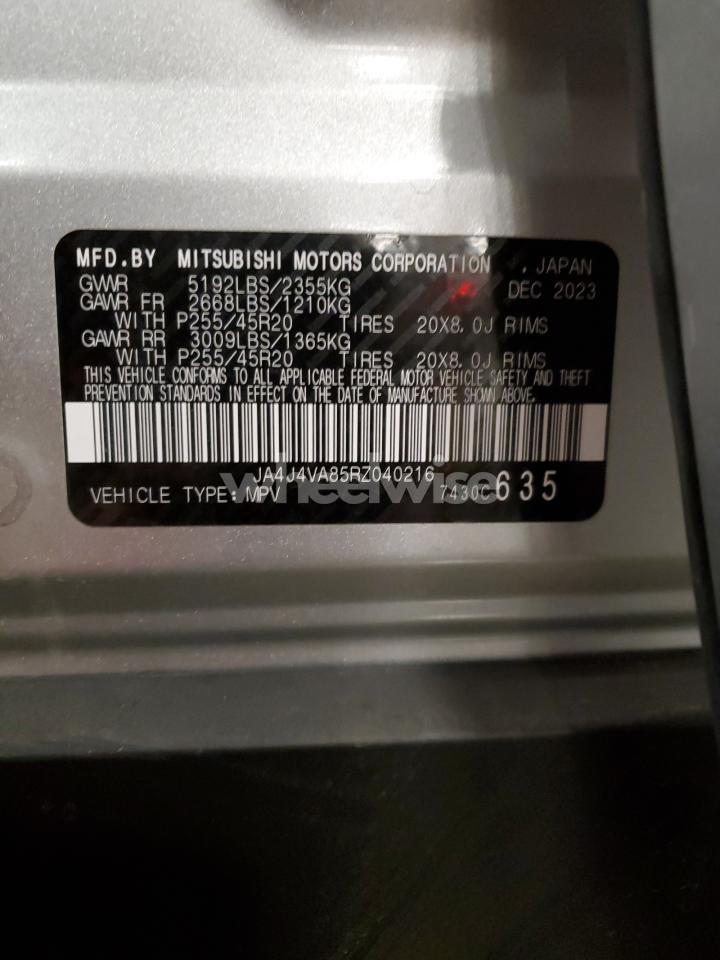 MFD.BY MITSUBISHI MOTORS CORPORATION , JAPAN
GVWR 5192LBS/2355KG DEC 2023
GAWR FR 2668LBS/1210KG
WITH P255/45R20 TIRES 20X8.0J RIMS
GAWR RR 3009LBS/1365KG
WITH P255/45R20 TIRES 20X8.0J RIMS
THIS VEHICLE CONFORMS TO ALL APPLICABLE FEDERAL MOTOR VEHICLE SAFETY AND THEFT
PREVENTION STANDARDS IN EFFECT ON THE DATE OF MANUFACTURE SHOWN ABOVE.
JA4J4VA85RZ040216
wheelwise
VEHICLE TYPE:MPV 7430C635